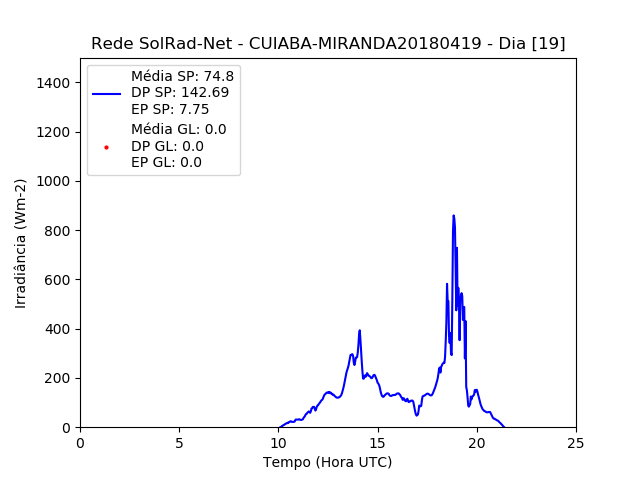 Rede SolRad-Net - CUIABA-MIRANDA20180419 - Dia [19]
Média SP: 74.8
DP SP: 142.69
EP SP: 7.75
Média GL: 0.0
DP GL: 0.0
EP GL: 0.0
1400
1200
1000
800
600
400
200
0
Irradiância (Wm-2)
0 5 10 15 20 25
Tempo (Hora UTC)